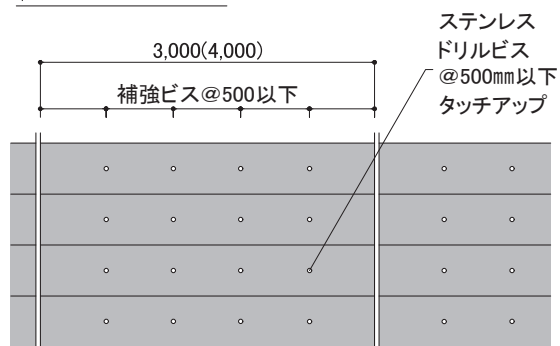 3,000(4,000)
補強ビス@500以下
ステンレス
ドリルビス
@500mm以下
タッチアップ